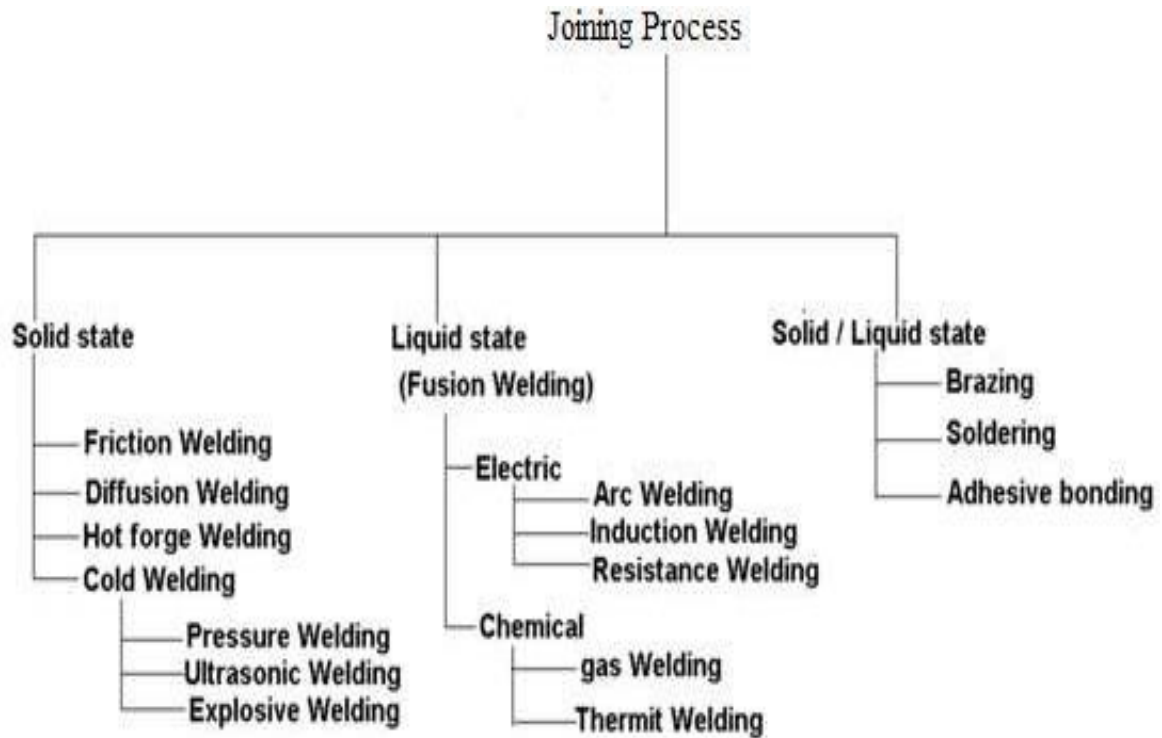 Joining Process
Solid state
Friction Welding
Diffusion Welding
Hot forge Welding
Cold Welding
Pressure Welding
Ultrasonic Welding
Explosive Welding
Liquid state
(Fusion Welding)
Electric
Arc Welding
Induction Welding
Resistance Welding
Chemical
gas Welding
Thermit Welding
Solid / Liquid state
Brazing
Soldering
Adhesive bonding